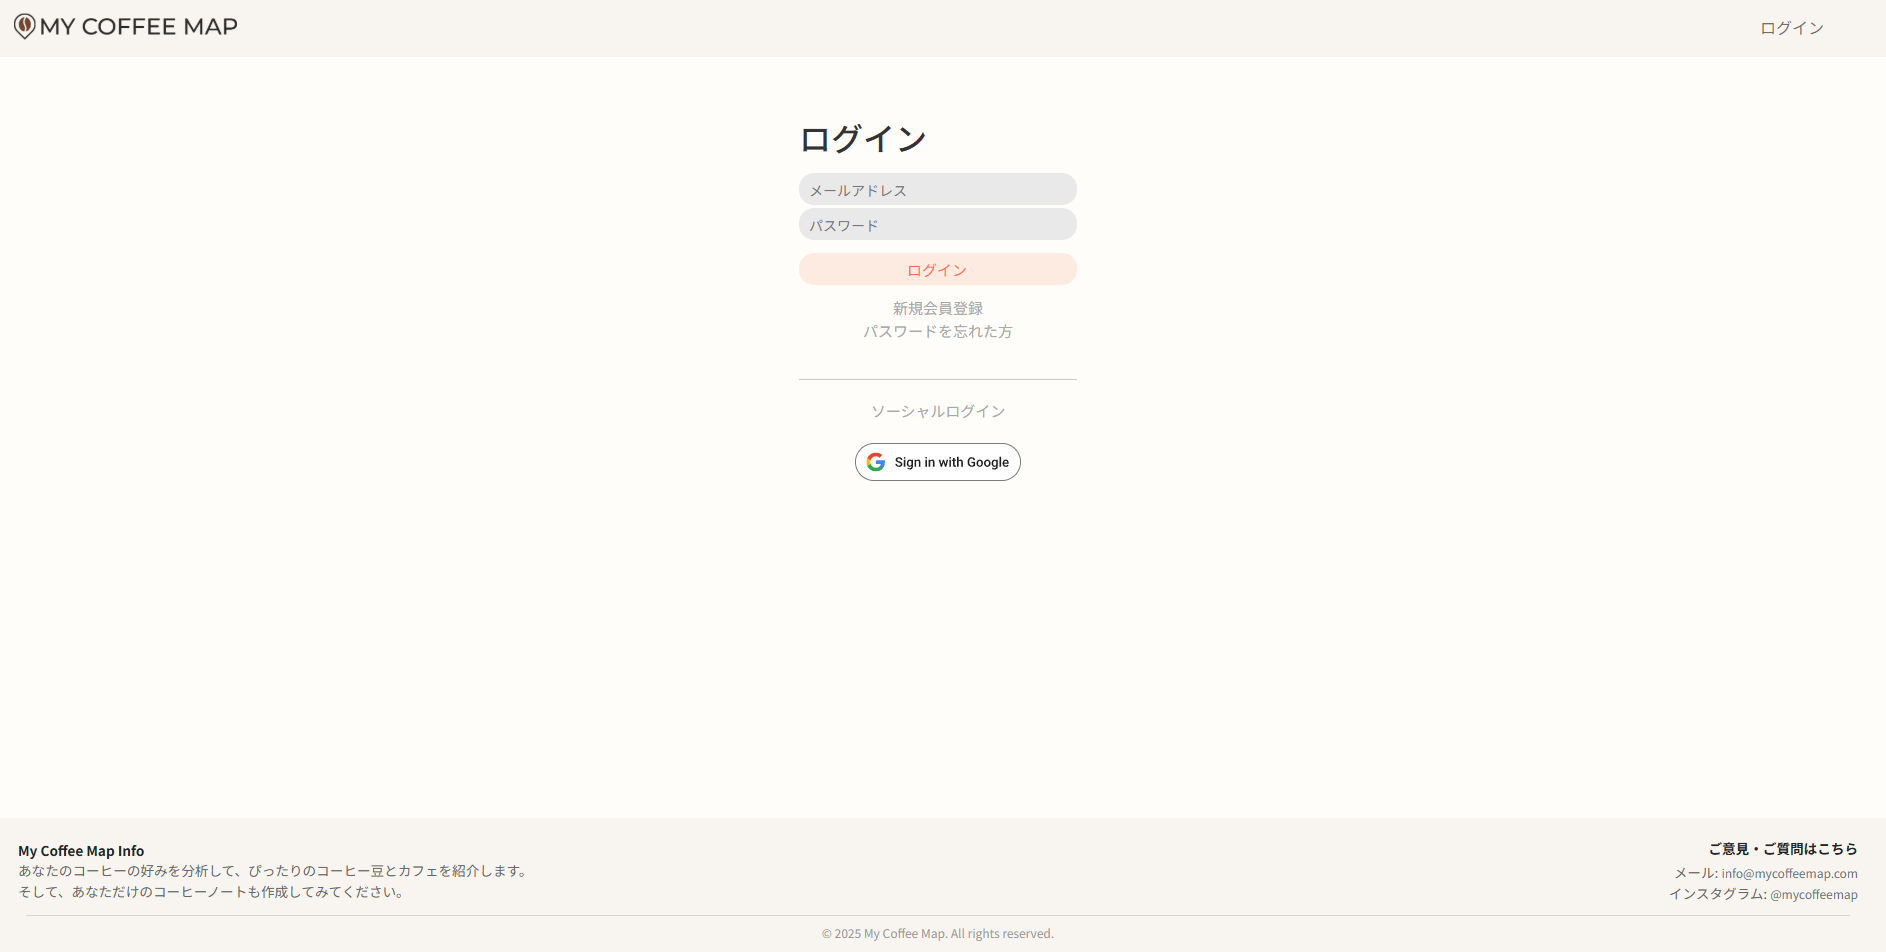 MY COFFEE MAP
ログイン
ログイン
メールアドレス
パスワード
ログイン
新規会員登録
パスワードを忘れた方
ソーシャルログイン
Sign in with Google
My Coffee Map Info
あなたのコーヒーの好みを分析して、ぴったりのコーヒー豆とカフェを紹介します。
そして、あなただけのコーヒーノートも作成してみてください。
ご意見・ご質問はこちら
メール: info@mycoffeemap.com
インスタグラム: @mycoffeemap
© 2025 My Coffee Map. All rights reserved.